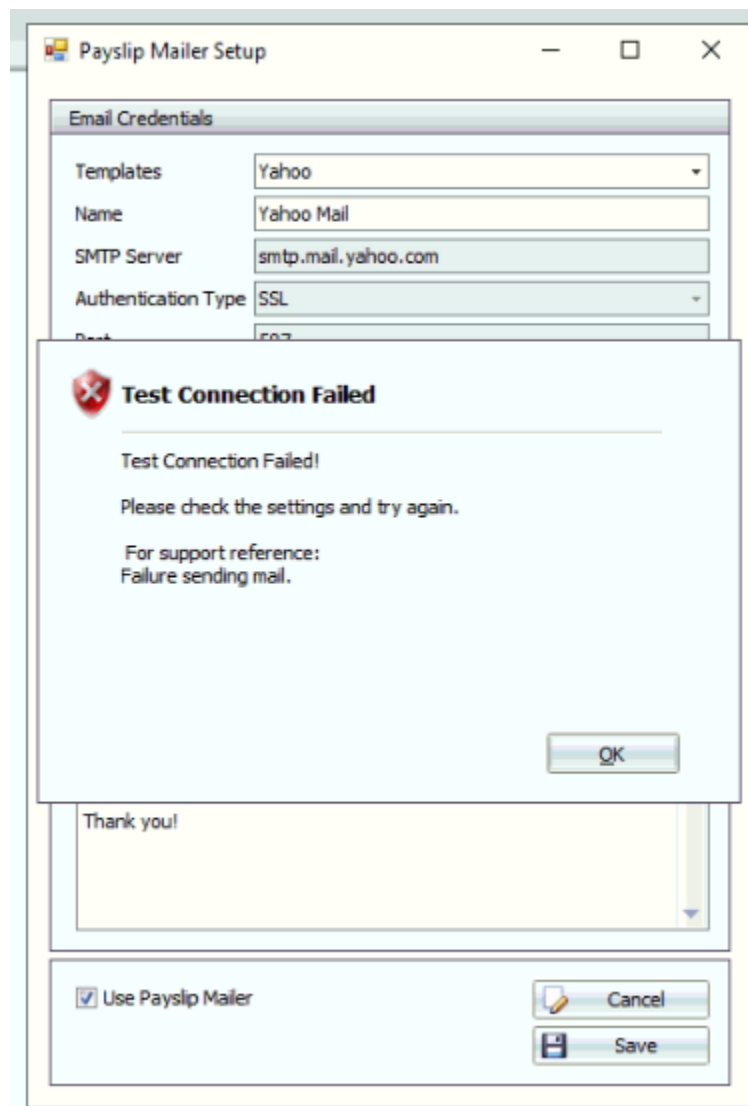 Payslip Mailer Setup
Email Credentials
Templates Yahoo
Name Yahoo Mail
SMTP Server smtp.mail.yahoo.com
Authentication Type SSL
Test Connection Failed
Test Connection Failed!
Please check the settings and try again.
For support reference:
Failure sending mail.
OK
Thank you!
Use Payslip Mailer
Cancel
Save